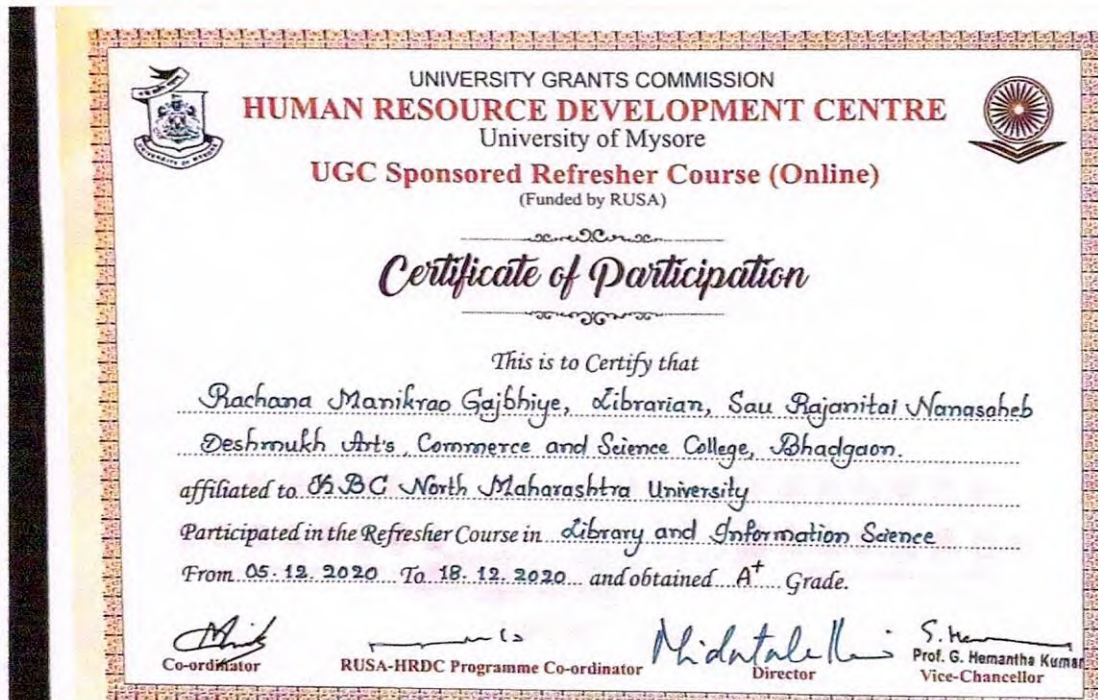 UNIVERSITY GRANTS COMMISSION
HUMAN RESOURCE DEVELOPMENT CENTRE
University of Mysore
UGC Sponsored Refresher Course (Online)
(Funded by RUSA)
Certificate of Participation
This is to Certify that
Rachana Manikrao Gajbhiye, Librarian, Sau Rajanitai Nanasaheb
Deshmukh Art's, Commerce and Science College, Bhadgaon.
affiliated to KBC North Maharashtra University
Participated in the Refresher Course in Library and Information Science
From 05.12.2020 To 18.12.2020 and obtained A+ Grade.
Co-ordinator
RUSA-HRDC Programme Co-ordinator
Director
Prof. G. Hemantha Kumar
Vice-Chancellor
UNIVERSITY OF MYSORE